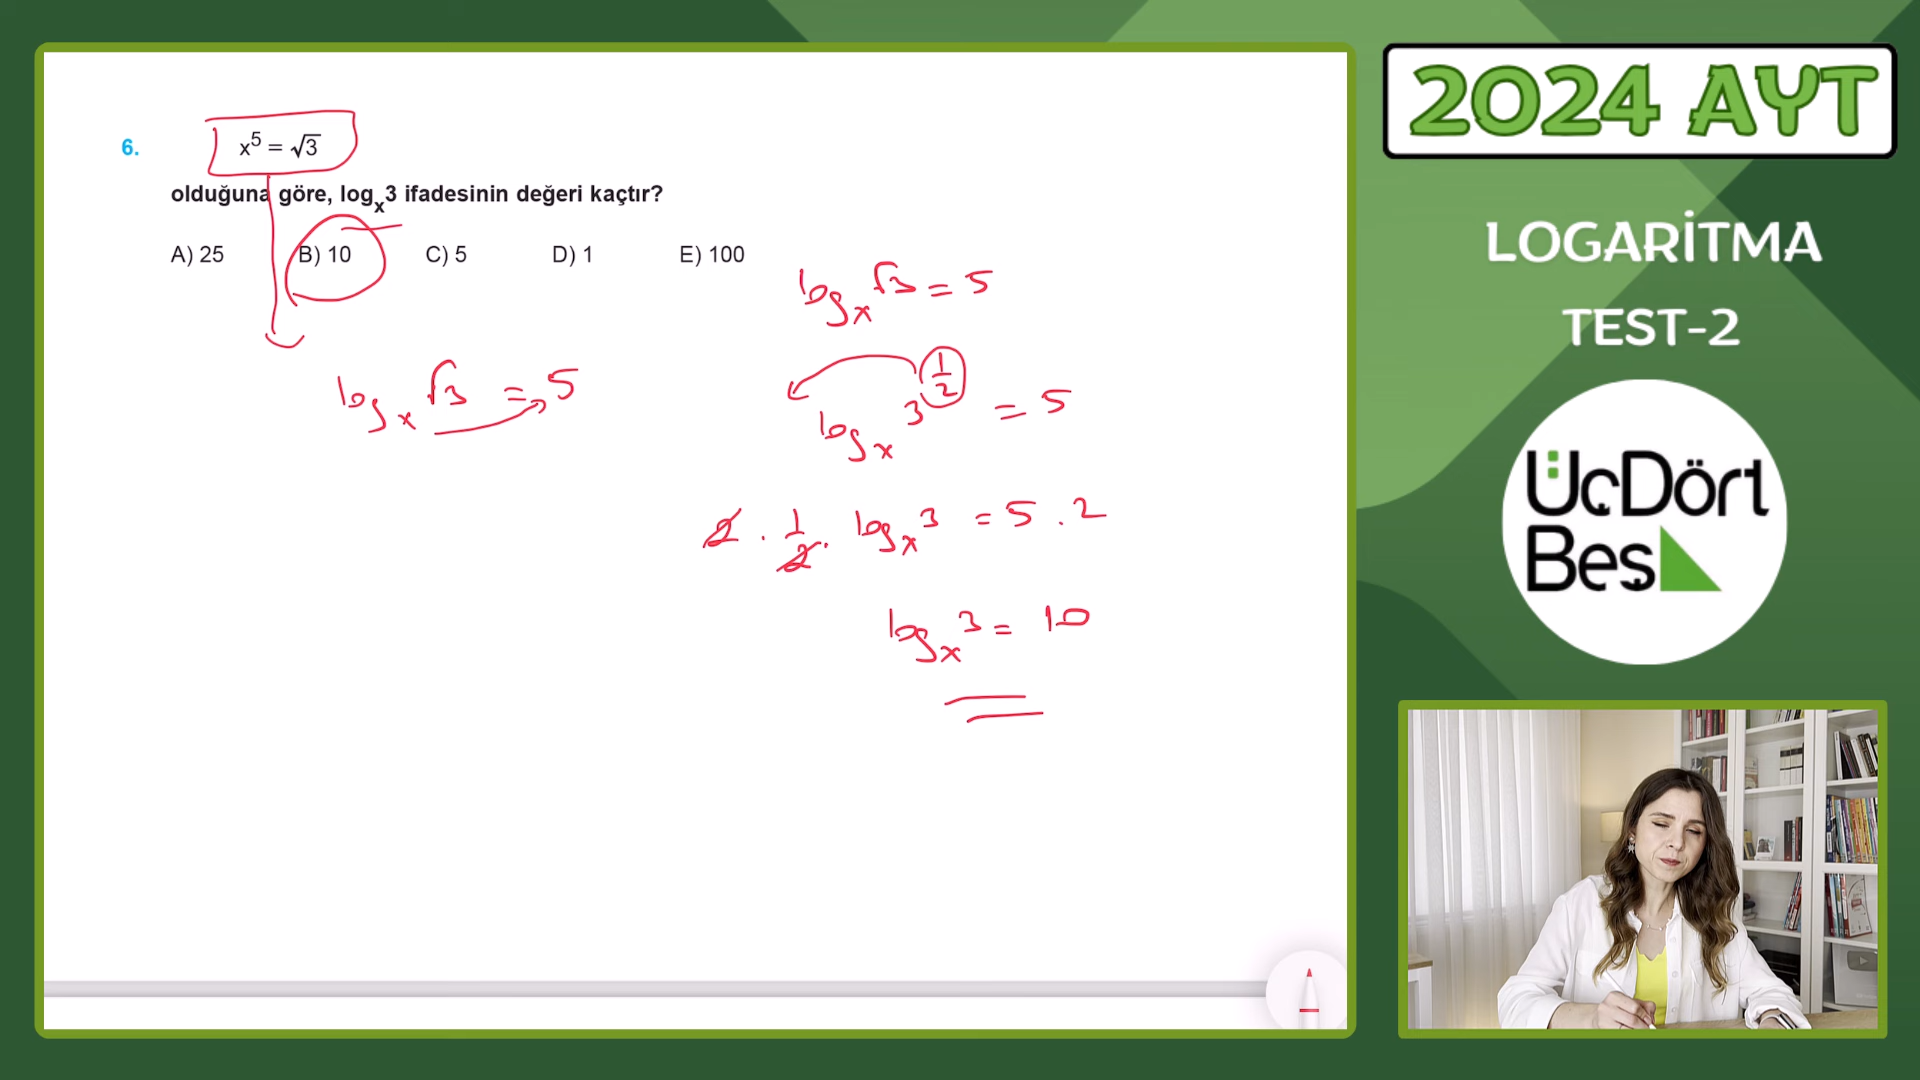 6. x⁵ = √3
olduğuna göre, logₓ3 ifadesinin değeri kaçtır?
A) 25 B) 10 C) 5 D) 1 E) 100
logₓ√3 = 5
logₓ√3 = 5
logₓ3^(1/2) = 5
2 . 1/2 . logₓ3 = 5 . 2
logₓ3 = 10
2024 AYT
LOGARİTMA
TEST-2
ÜçDört
Beş